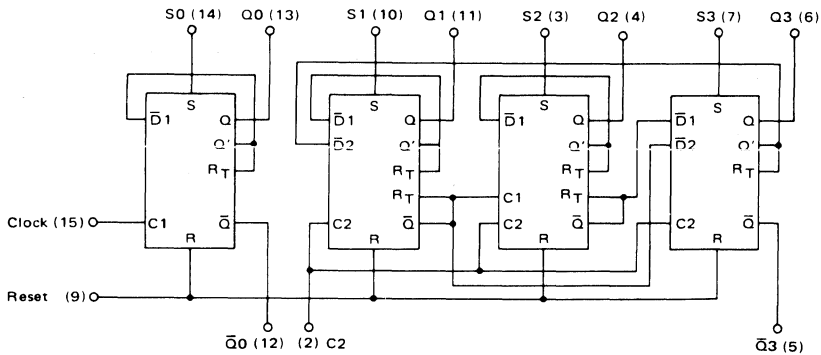 S0 (14) Q0 (13) S1 (10) Q1 (11) S2 (3) Q2 (4) S3 (7) Q3 (6)
S S S S
D̅1 Q D̅1 Q D̅1 Q D̅1 Q
Q' D̅2 Q' Q' D̅2 Q'
RT RT RT RT
RT C1 RT
Clock (15) C1 Q̅ C2 Q̅ C2 Q̅ C2 Q̅
R R R R
Reset (9)
Q̅0 (12) (2) C2 Q̅3 (5)